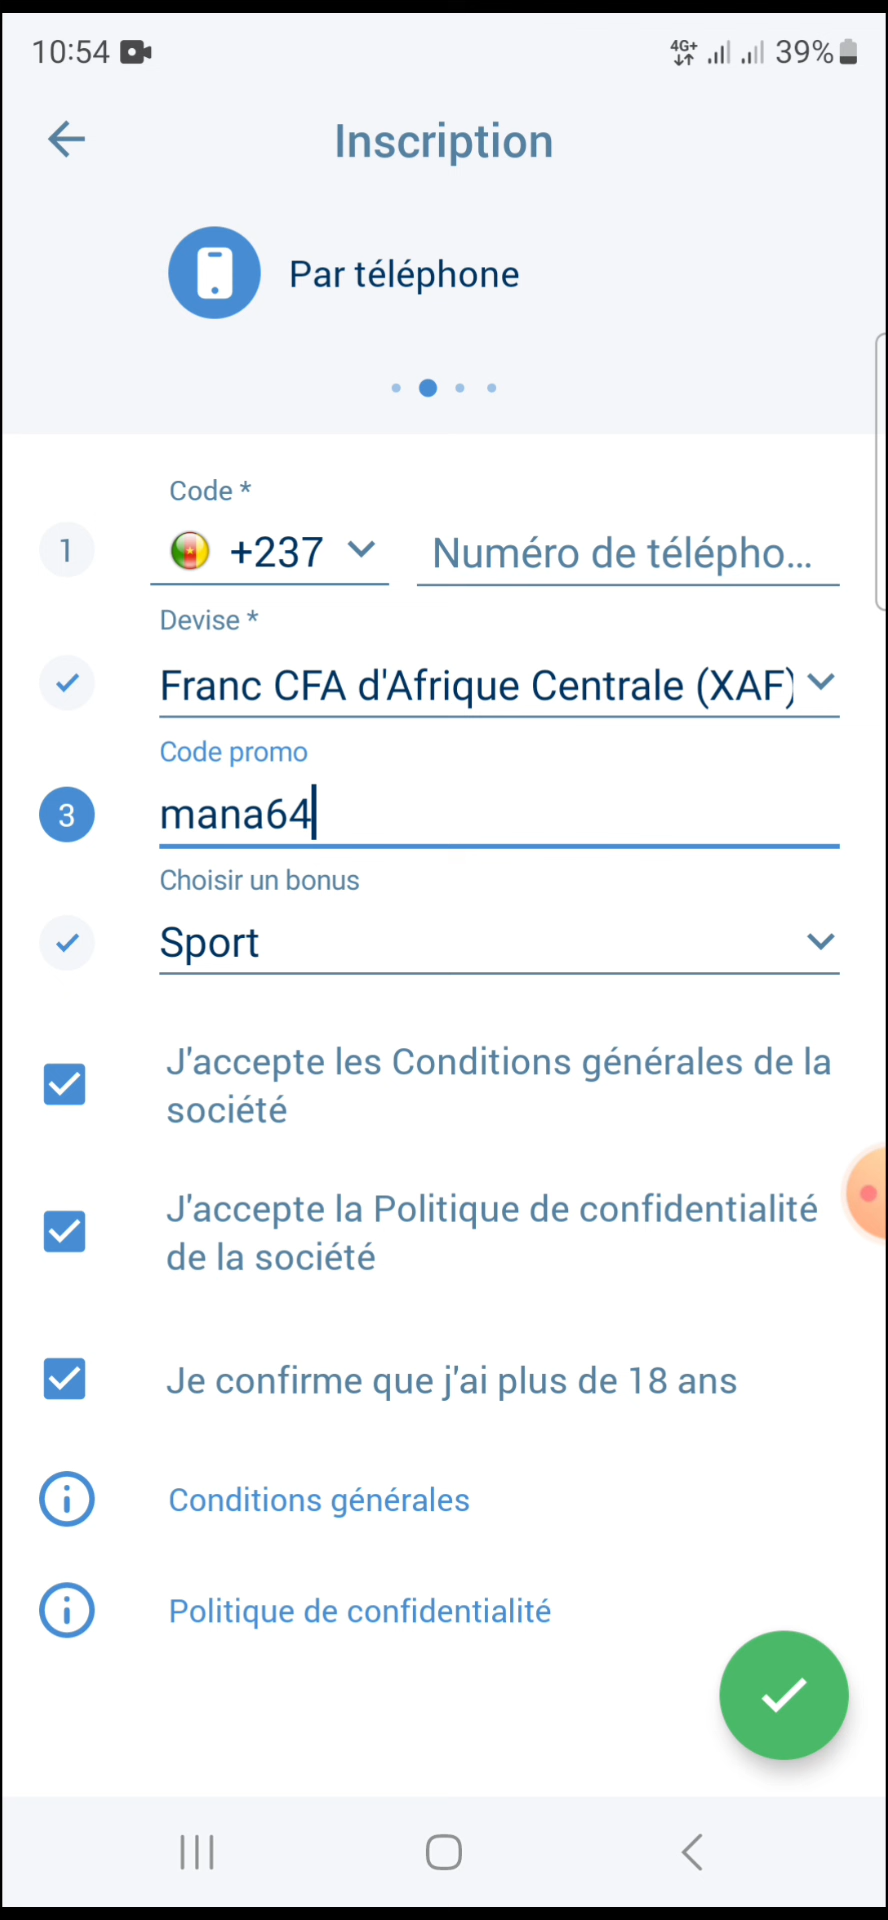 10:54 4G+ 39%
Inscription
Par téléphone
Code *
1 +237 Numéro de télépho...
Devise *
Franc CFA d'Afrique Centrale (XAF)
Code promo
3 mana64
Choisir un bonus
Sport
J'accepte les Conditions générales de la
société
J'accepte la Politique de confidentialité
de la société
Je confirme que j'ai plus de 18 ans
Conditions générales
Politique de confidentialité